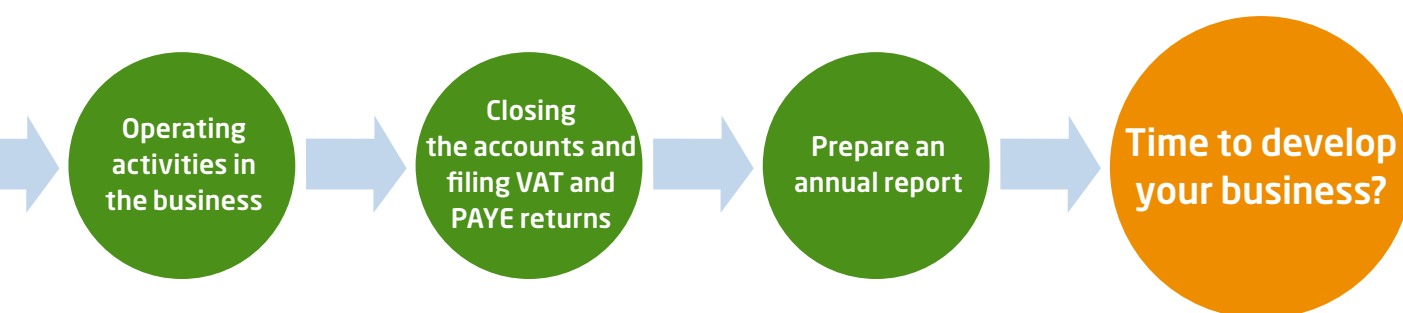 Operating
activities in
the business
Closing
the accounts and
filing VAT and
PAYE returns
Prepare an
annual report
Time to develop
your business?